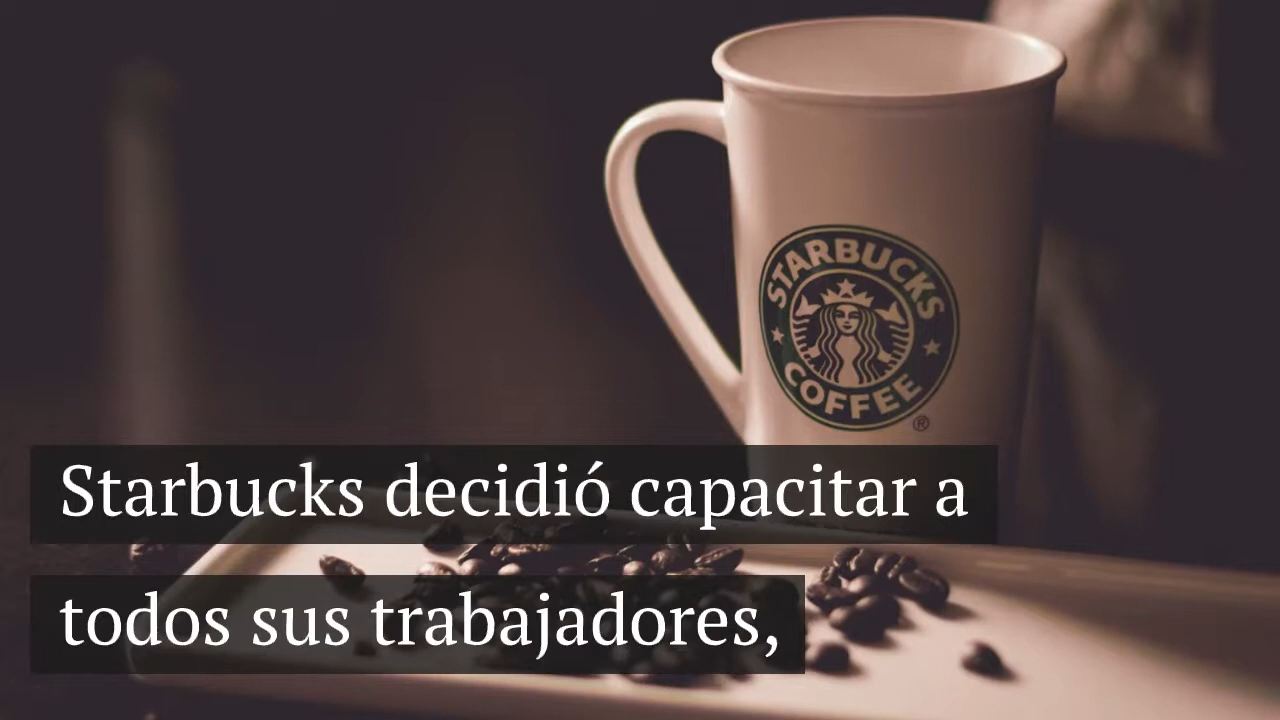 STARBUCKS
COFFEE
®
Starbucks decidió capacitar a
todos sus trabajadores,